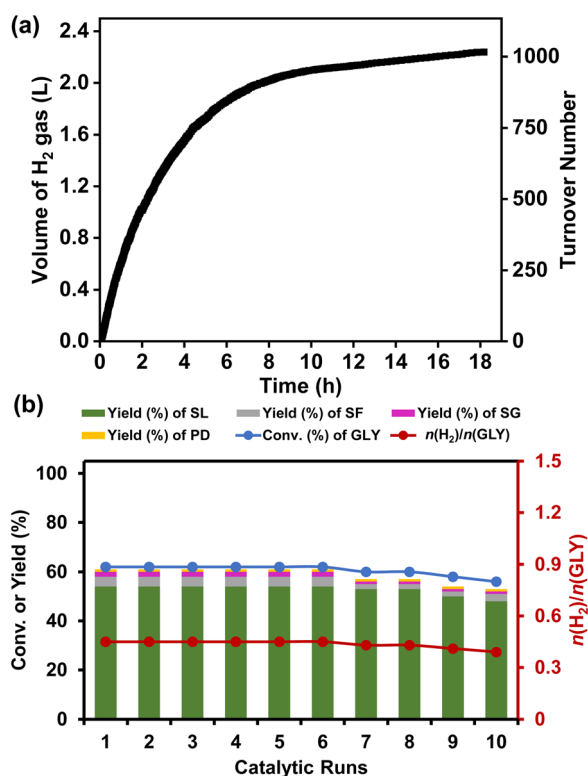 (a)
2.4
2.0
1.6
1.2
0.8
0.4
0.0
Volume of H2 gas (L)
1000
750
500
250
0
Turnover Number
0 2 4 6 8 10 12 14 16 18
Time (h)
(b)
Yield (%) of SL Yield (%) of SF Yield (%) of SG
Yield (%) of PD Conv. (%) of GLY n(H2)/n(GLY)
100
80
60
40
20
0
Conv. or Yield (%)
1.5
1.2
0.9
0.6
0.3
0
n(H2)/n(GLY)
1 2 3 4 5 6 7 8 9 10
Catalytic Runs